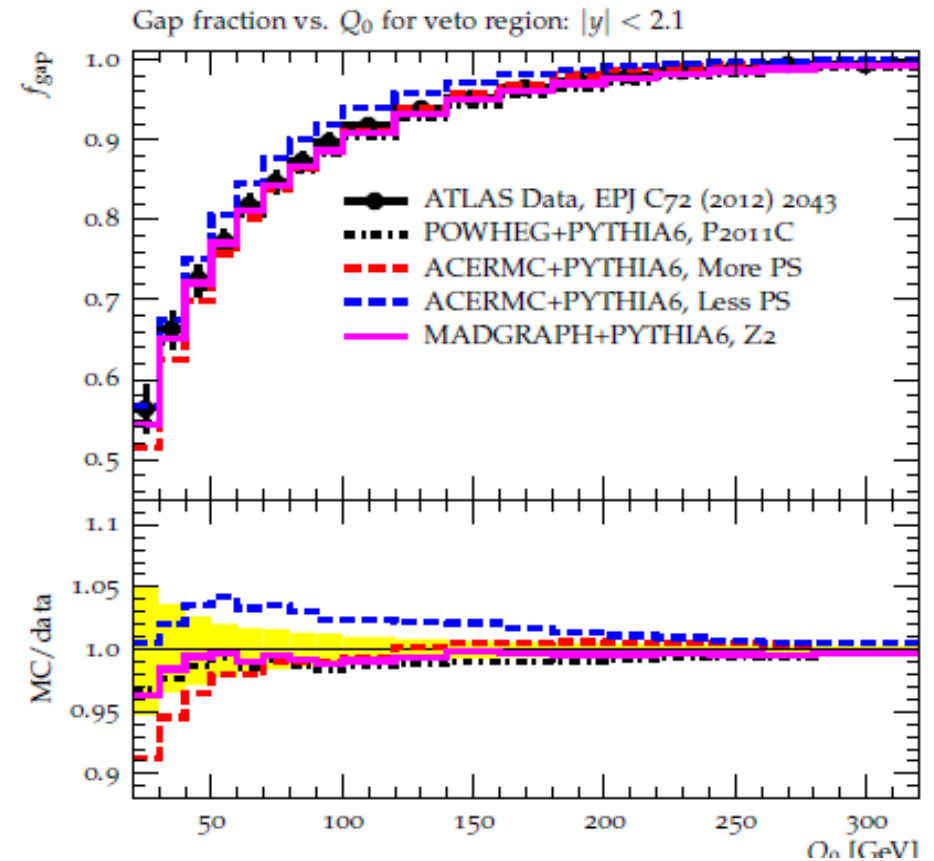 Gap fraction vs. Q₀ for veto region: |y| < 2.1
f_gap
1.0
0.9
0.8
0.7
0.6
0.5
ATLAS Data, EPJ C72 (2012) 2043
POWHEG+PYTHIA6, P2011C
ACERMC+PYTHIA6, More PS
ACERMC+PYTHIA6, Less PS
MADGRAPH+PYTHIA6, Z2
MC/data
1.1
1.05
1.0
0.95
0.9
50 100 150 200 250 300
Q₀ [GeV]